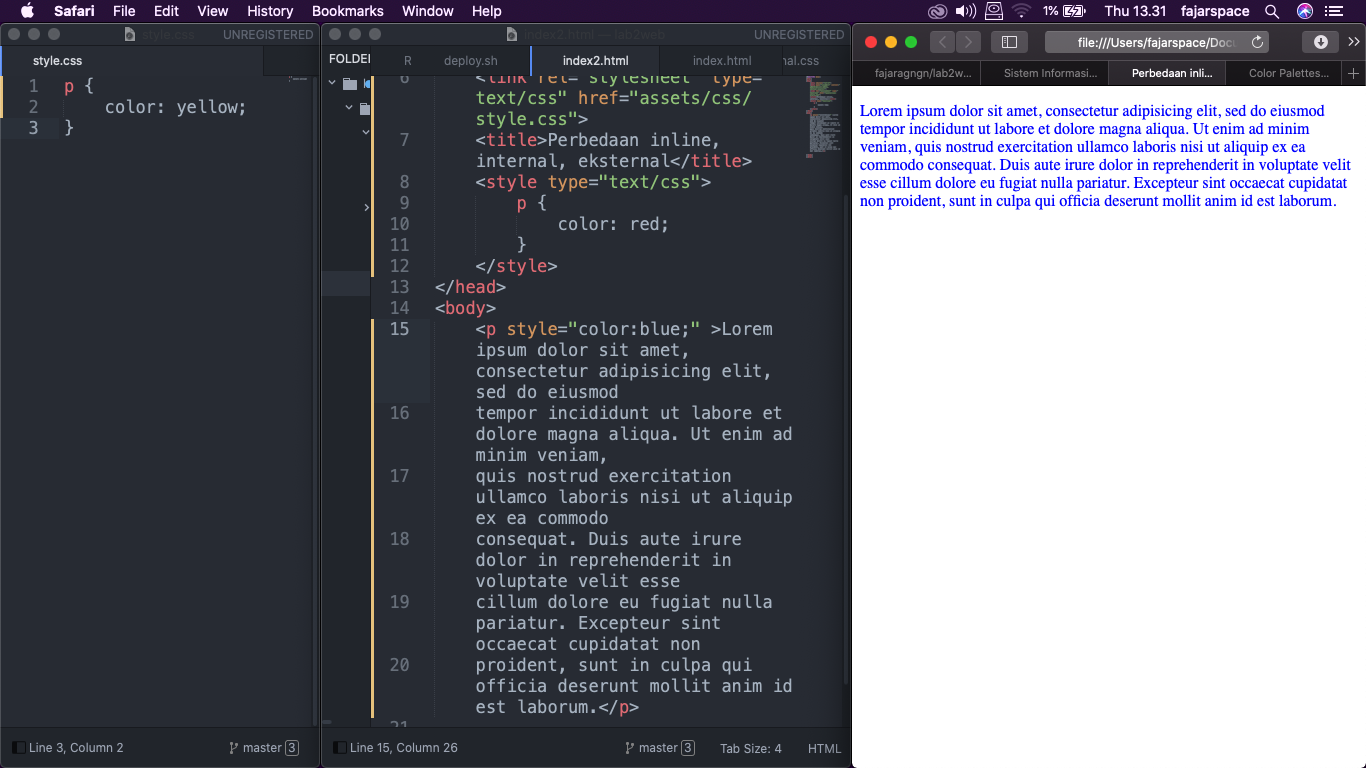 Safari File Edit View History Bookmarks Window Help 1% Thu 13.31 fajarspace
style.css UNREGISTERED
style.css
1 p {
2 color: yellow;
3 }
Line 3, Column 2 master 3
index2.html — lab2web UNREGISTERED
FOLDE R deploy.sh index2.html index.html nal.css
6 <link rel="stylesheet" type="
text/css" href="assets/css/
style.css">
7 <title>Perbedaan inline,
internal, eksternal</title>
8 <style type="text/css">
9 p {
10 color: red;
11 }
12 </style>
13 </head>
14 <body>
15 <p style="color:blue;" >Lorem
ipsum dolor sit amet,
consectetur adipisicing elit,
sed do eiusmod
16 tempor incididunt ut labore et
dolore magna aliqua. Ut enim ad
minim veniam,
17 quis nostrud exercitation
ullamco laboris nisi ut aliquip
ex ea commodo
18 consequat. Duis aute irure
dolor in reprehenderit in
voluptate velit esse
19 cillum dolore eu fugiat nulla
pariatur. Excepteur sint
occaecat cupidatat non
20 proident, sunt in culpa qui
officia deserunt mollit anim id
est laborum.</p>
21
Line 15, Column 26 master 3 Tab Size: 4 HTML
file:///Users/fajarspace/Docu
fajaragngn/lab2w... Sistem Informasi... Perbedaan inli... Color Palettes...
Lorem ipsum dolor sit amet, consectetur adipisicing elit, sed do eiusmod
tempor incididunt ut labore et dolore magna aliqua. Ut enim ad minim
veniam, quis nostrud exercitation ullamco laboris nisi ut aliquip ex ea
commodo consequat. Duis aute irure dolor in reprehenderit in voluptate velit
esse cillum dolore eu fugiat nulla pariatur. Excepteur sint occaecat cupidatat
non proident, sunt in culpa qui officia deserunt mollit anim id est laborum.